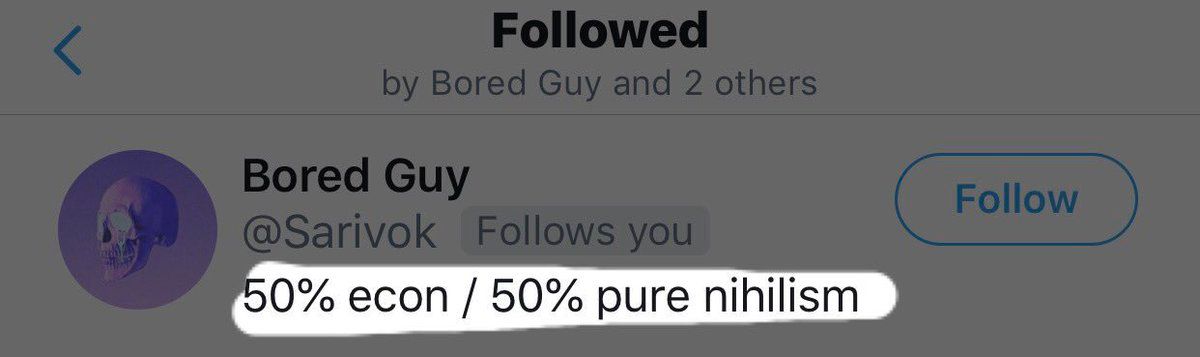 Followed
by Bored Guy and 2 others
Bored Guy
@Sarivok Follows you
Follow
50% econ / 50% pure nihilism